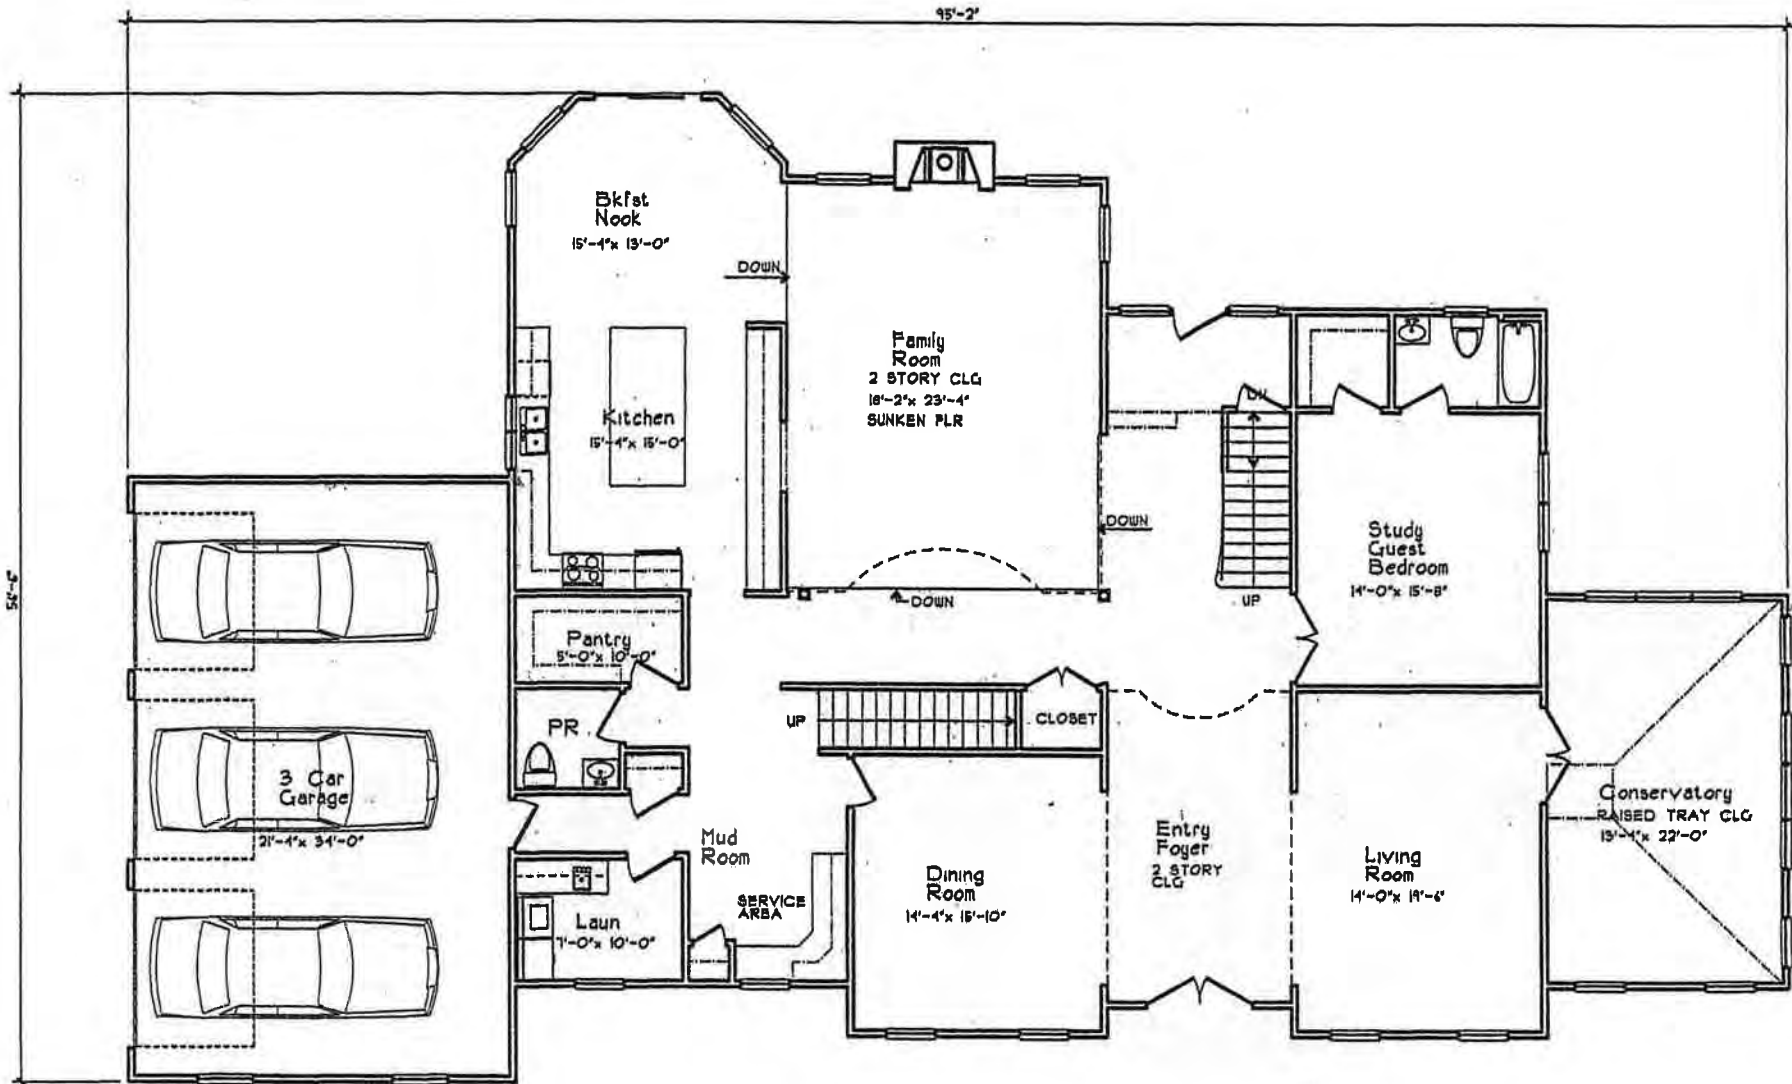 95'-2"
56'-6"
Bkfst
Nook
15'-4"x 13'-0"
DOWN
Family
Room
2 STORY CLG
18'-2"x 23'-4"
SUNKEN FLR
Kitchen
15'-4"x 15'-0"
DN
DOWN
Study
Guest
Bedroom
14'-0"x 15'-8"
DOWN
UP
Pantry
5'-0"x 10'-0"
PR
UP
CLOSET
3 Car
Garage
21'-4"x 34'-0"
Mud
Room
Conservatory
RAISED TRAY CLG
13'-4"x 22'-0"
Entry
Foyer
2 STORY
CLG
Living
Room
14'-0"x 19'-6"
Dining
Room
14'-4"x 15'-10"
SERVICE
AREA
Laun
7'-0"x 10'-0"